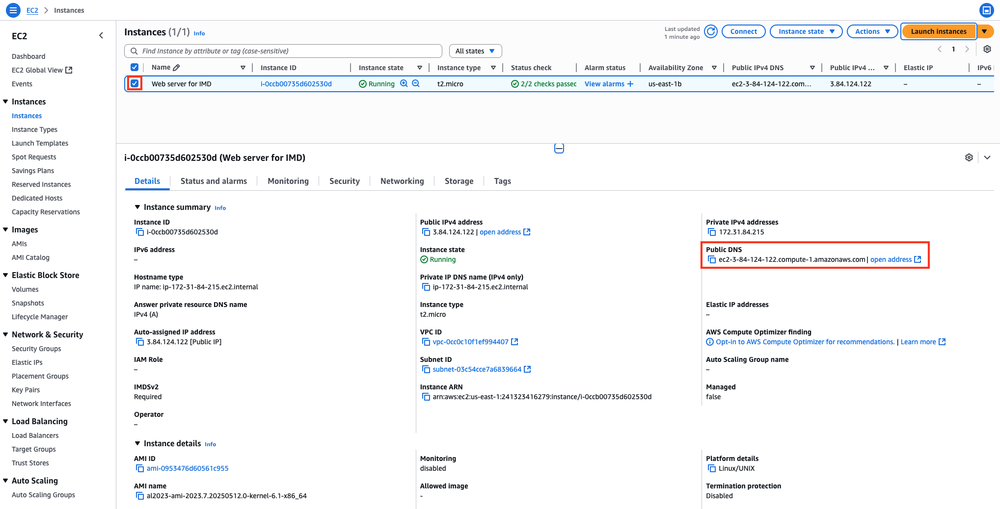 EC2 > Instances
EC2
Dashboard
EC2 Global View
Events
Instances
Instances
Instance Types
Launch Templates
Spot Requests
Savings Plans
Reserved Instances
Dedicated Hosts
Capacity Reservations
Images
AMIs
AMI Catalog
Elastic Block Store
Volumes
Snapshots
Lifecycle Manager
Network & Security
Security Groups
Elastic IPs
Placement Groups
Key Pairs
Network Interfaces
Load Balancing
Load Balancers
Target Groups
Trust Stores
Auto Scaling
Auto Scaling Groups
Instances (1/1) Info
Last updated
1 minute ago
Connect
Instance state
Actions
Launch instances
Find Instance by attribute or tag (case-sensitive)
All states
1
Name Instance ID Instance state Instance type Status check Alarm status Availability Zone Public IPv4 DNS Public IPv4 ... Elastic IP IPv6
Web server for IMD i-0ccb00735d602530d Running t2.micro 2/2 checks passec View alarms + us-east-1b ec2-3-84-124-122.com... 3.84.124.122 – –
i-0ccb00735d602530d (Web server for IMD)
Details Status and alarms Monitoring Security Networking Storage Tags
Instance summary Info
Instance ID
i-0ccb00735d602530d
Public IPv4 address
3.84.124.122 | open address
Private IPv4 addresses
172.31.84.215
IPv6 address
–
Instance state
Running
Public DNS
ec2-3-84-124-122.compute-1.amazonaws.com | open address
Hostname type
IP name: ip-172-31-84-215.ec2.internal
Private IP DNS name (IPv4 only)
ip-172-31-84-215.ec2.internal
Answer private resource DNS name
IPv4 (A)
Instance type
t2.micro
Elastic IP addresses
–
Auto-assigned IP address
3.84.124.122 [Public IP]
VPC ID
vpc-0cc0c10f1ef994407
AWS Compute Optimizer finding
Opt-in to AWS Compute Optimizer for recommendations. | Learn more
IAM Role
–
Subnet ID
subnet-03c54cce7a6839664
Auto Scaling Group name
–
IMDSv2
Required
Instance ARN
arn:aws:ec2:us-east-1:241323416279:instance/i-0ccb00735d602530d
Managed
false
Operator
–
Instance details Info
AMI ID
ami-0953476d60561c955
Monitoring
disabled
Platform details
Linux/UNIX
AMI name
al2023-ami-2023.7.20250512.0-kernel-6.1-x86_64
Allowed image
-
Termination protection
Disabled